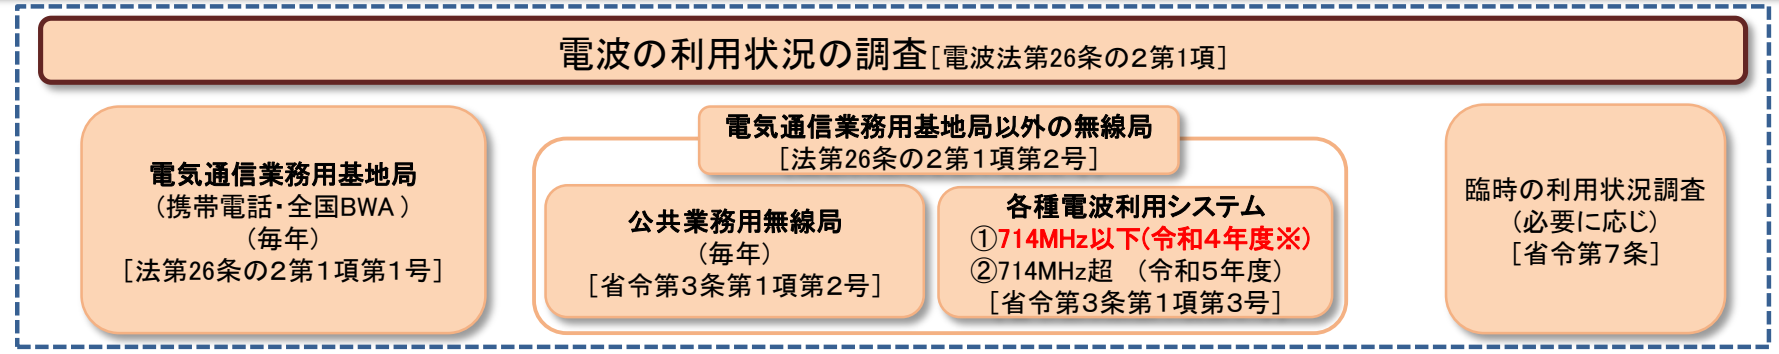 電波の利用状況の調査[電波法第26条の２第１項]
電気通信業務用基地局
(携帯電話・全国BWA)
(毎年)
[法第26条の２第１項第１号]
電気通信業務用基地局以外の無線局
[法第26条の２第１項第２号]
公共業務用無線局
(毎年)
[省令第３条第１項第２号]
各種電波利用システム
①714MHz以下(令和４年度※)
②714MHz超　(令和５年度)
[省令第３条第１項第３号]
臨時の利用状況調査
(必要に応じ)
[省令第７条]